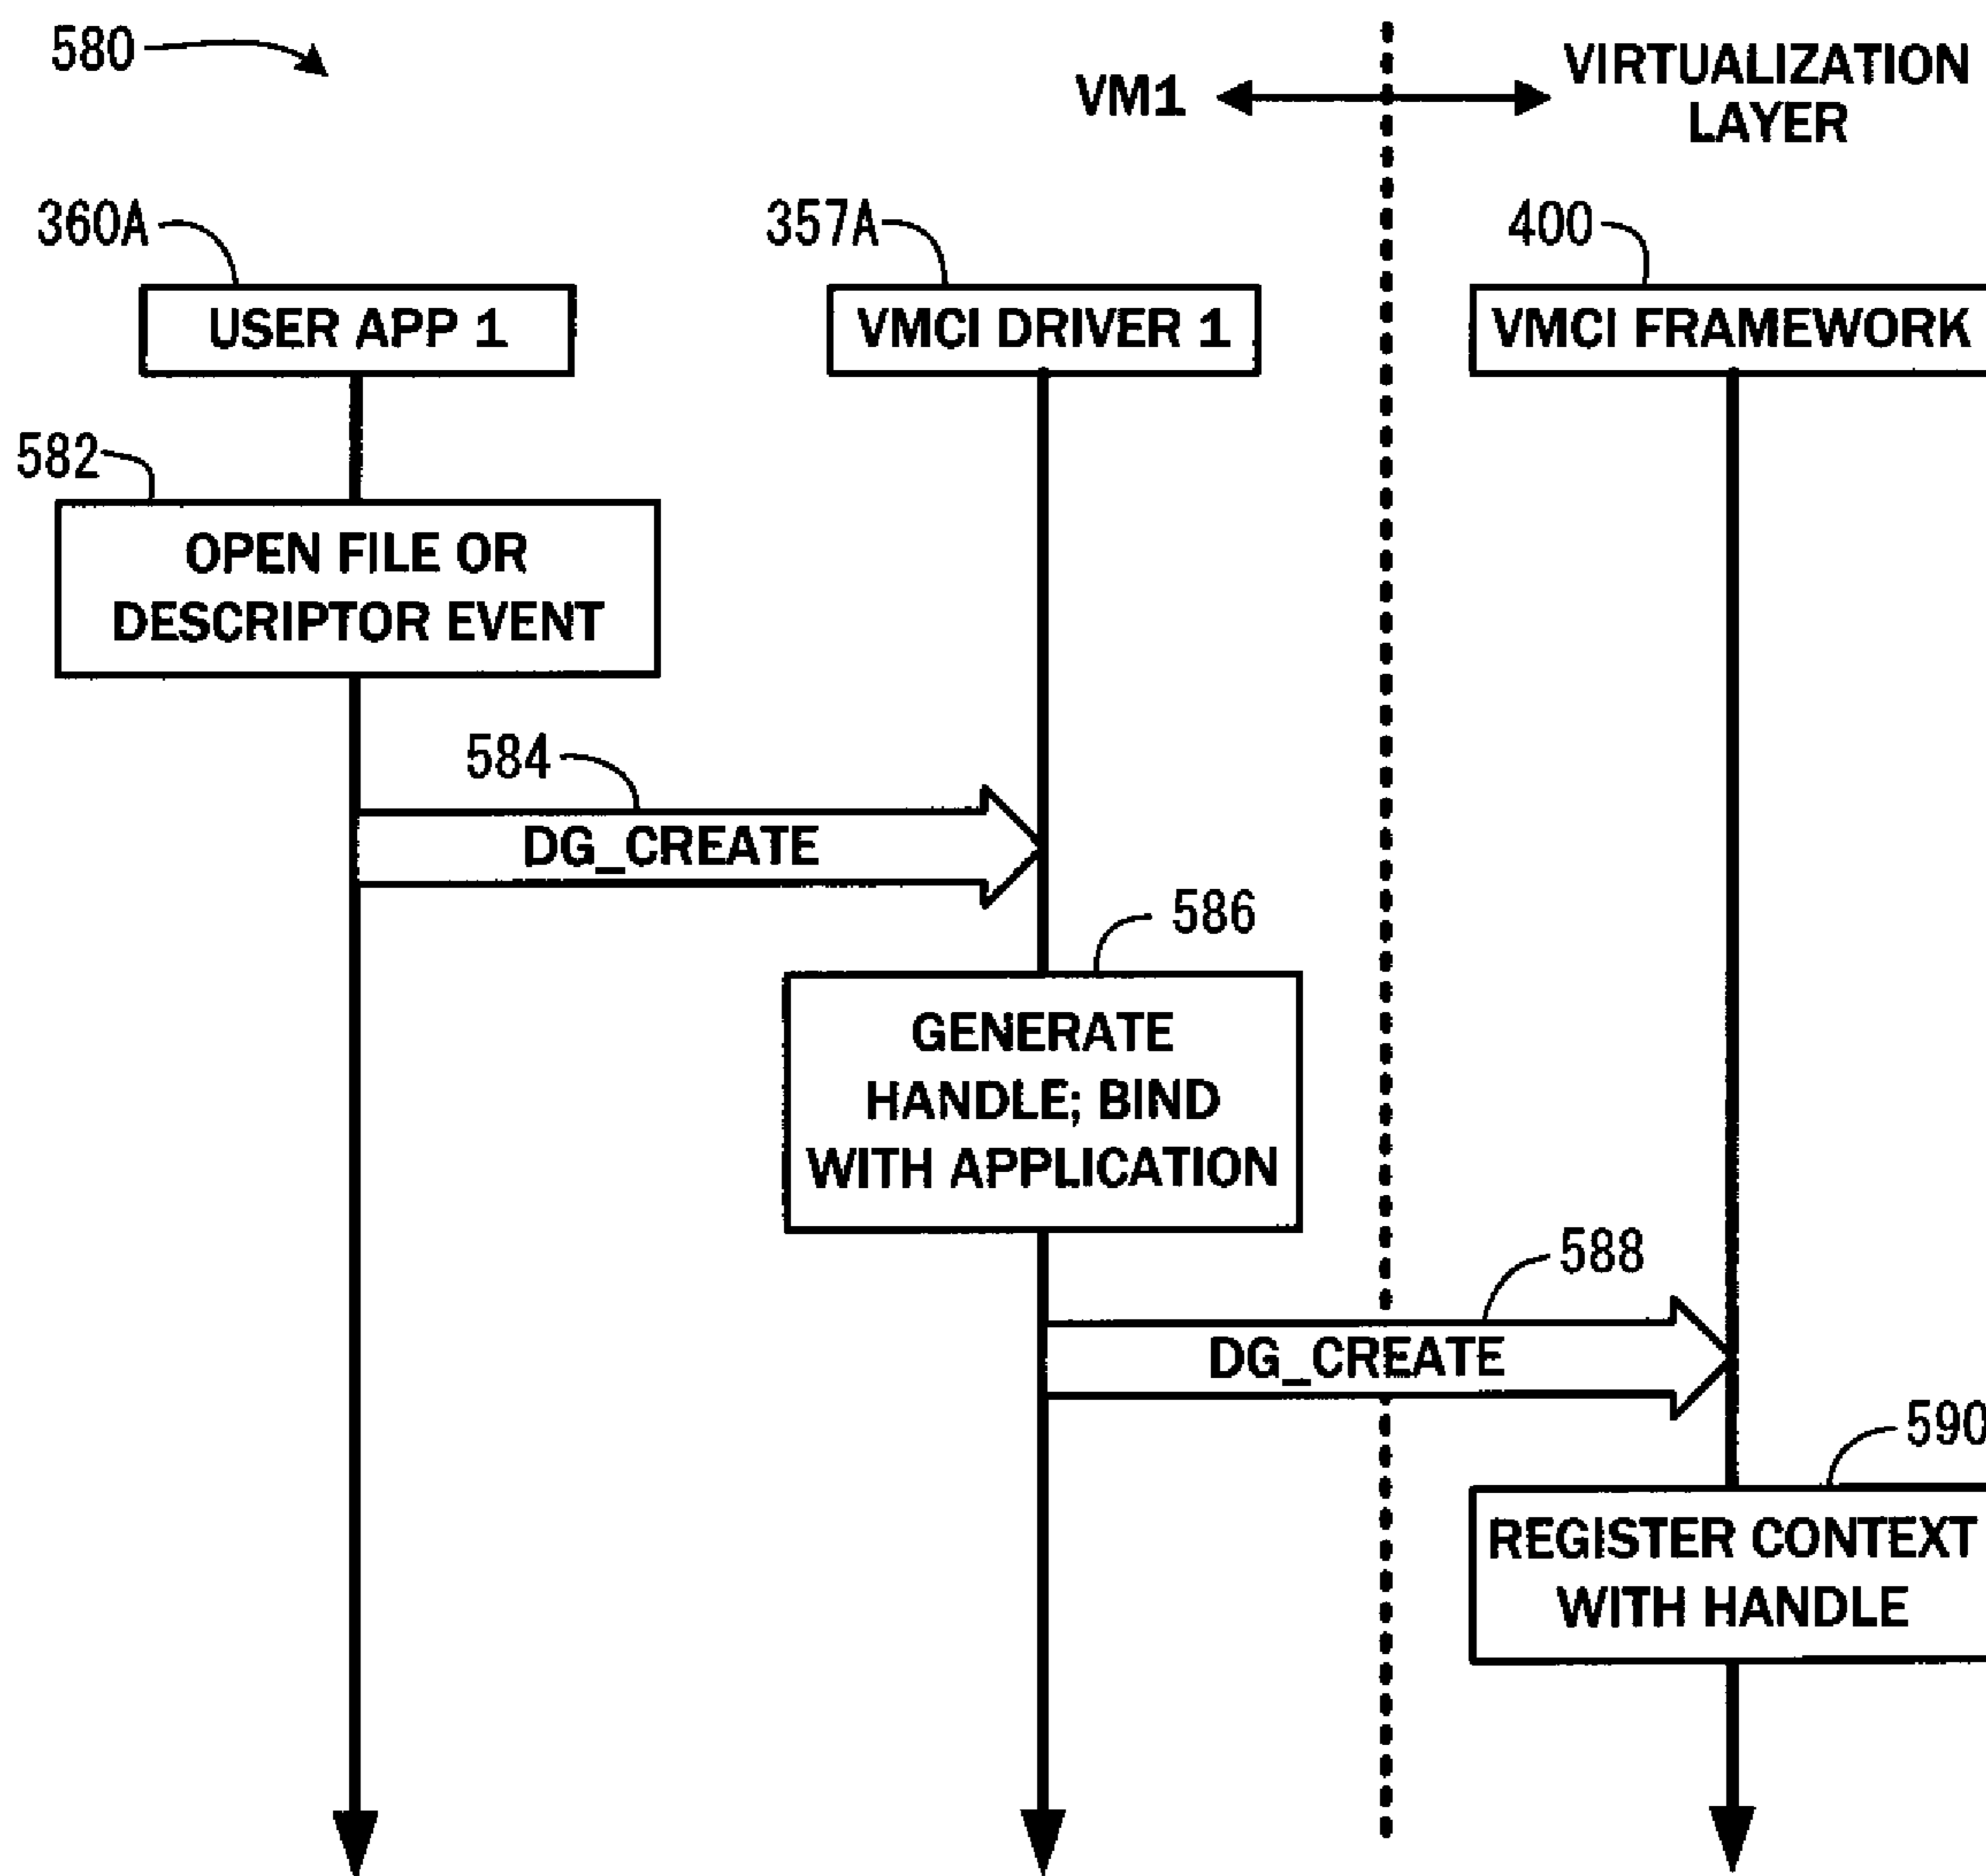 580
VM1
VIRTUALIZATION
LAYER
360A
357A
400
USER APP 1
VMCI DRIVER 1
VMCI FRAMEWORK
582
OPEN FILE OR
DESCRIPTOR EVENT
584
DG_CREATE
586
GENERATE
HANDLE; BIND
WITH APPLICATION
588
DG_CREATE
590
REGISTER CONTEXT
WITH HANDLE